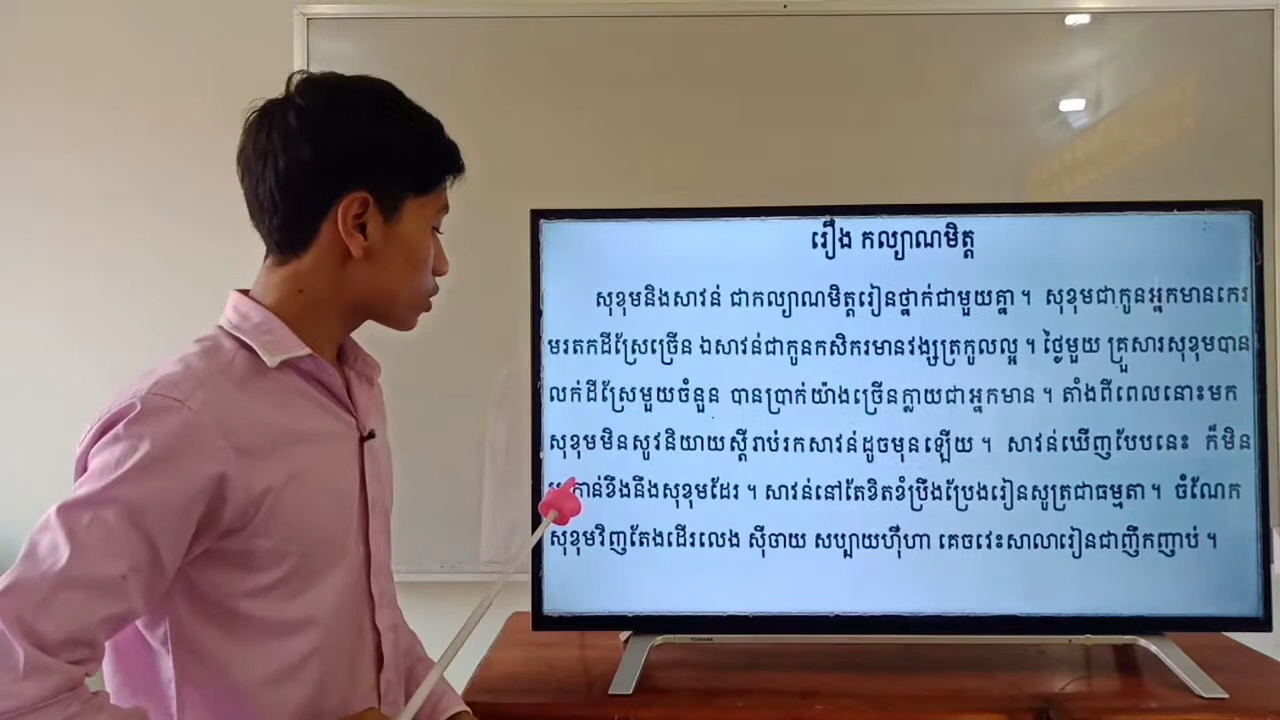 រឿង កល្យាណមិត្ត
សុខុមនិងសាវន់ ជាកល្យាណមិត្តរៀនថ្នាក់ជាមួយគ្នា ។ សុខុមជាកូនអ្នកមានកេរ
មរតកដីស្រែច្រើន ឯសាវន់ជាកូនកសិករមានវង្សត្រកូលល្អ ។ ថ្ងៃមួយ គ្រួសារសុខុមបាន
លក់ដីស្រែមួយចំនួន បានប្រាក់យ៉ាងច្រើនក្លាយជាអ្នកមាន ។ តាំងពីពេលនោះមក
សុខុមមិនសូវនិយាយស្តីរាប់រកសាវន់ដូចមុនឡើយ ។ សាវន់ឃើញបែបនេះ ក៏មិន
កាន់ខឹងនឹងសុខុមដែរ ។ សាវន់នៅតែខិតខំប្រឹងប្រែងរៀនសូត្រជាធម្មតា ។ ចំណែក
សុខុមវិញតែងដើរលេង ស៊ីចាយ សប្បាយហ៊ឺហា គេចវេះសាលារៀនជាញឹកញាប់ ។
TOSHIBA